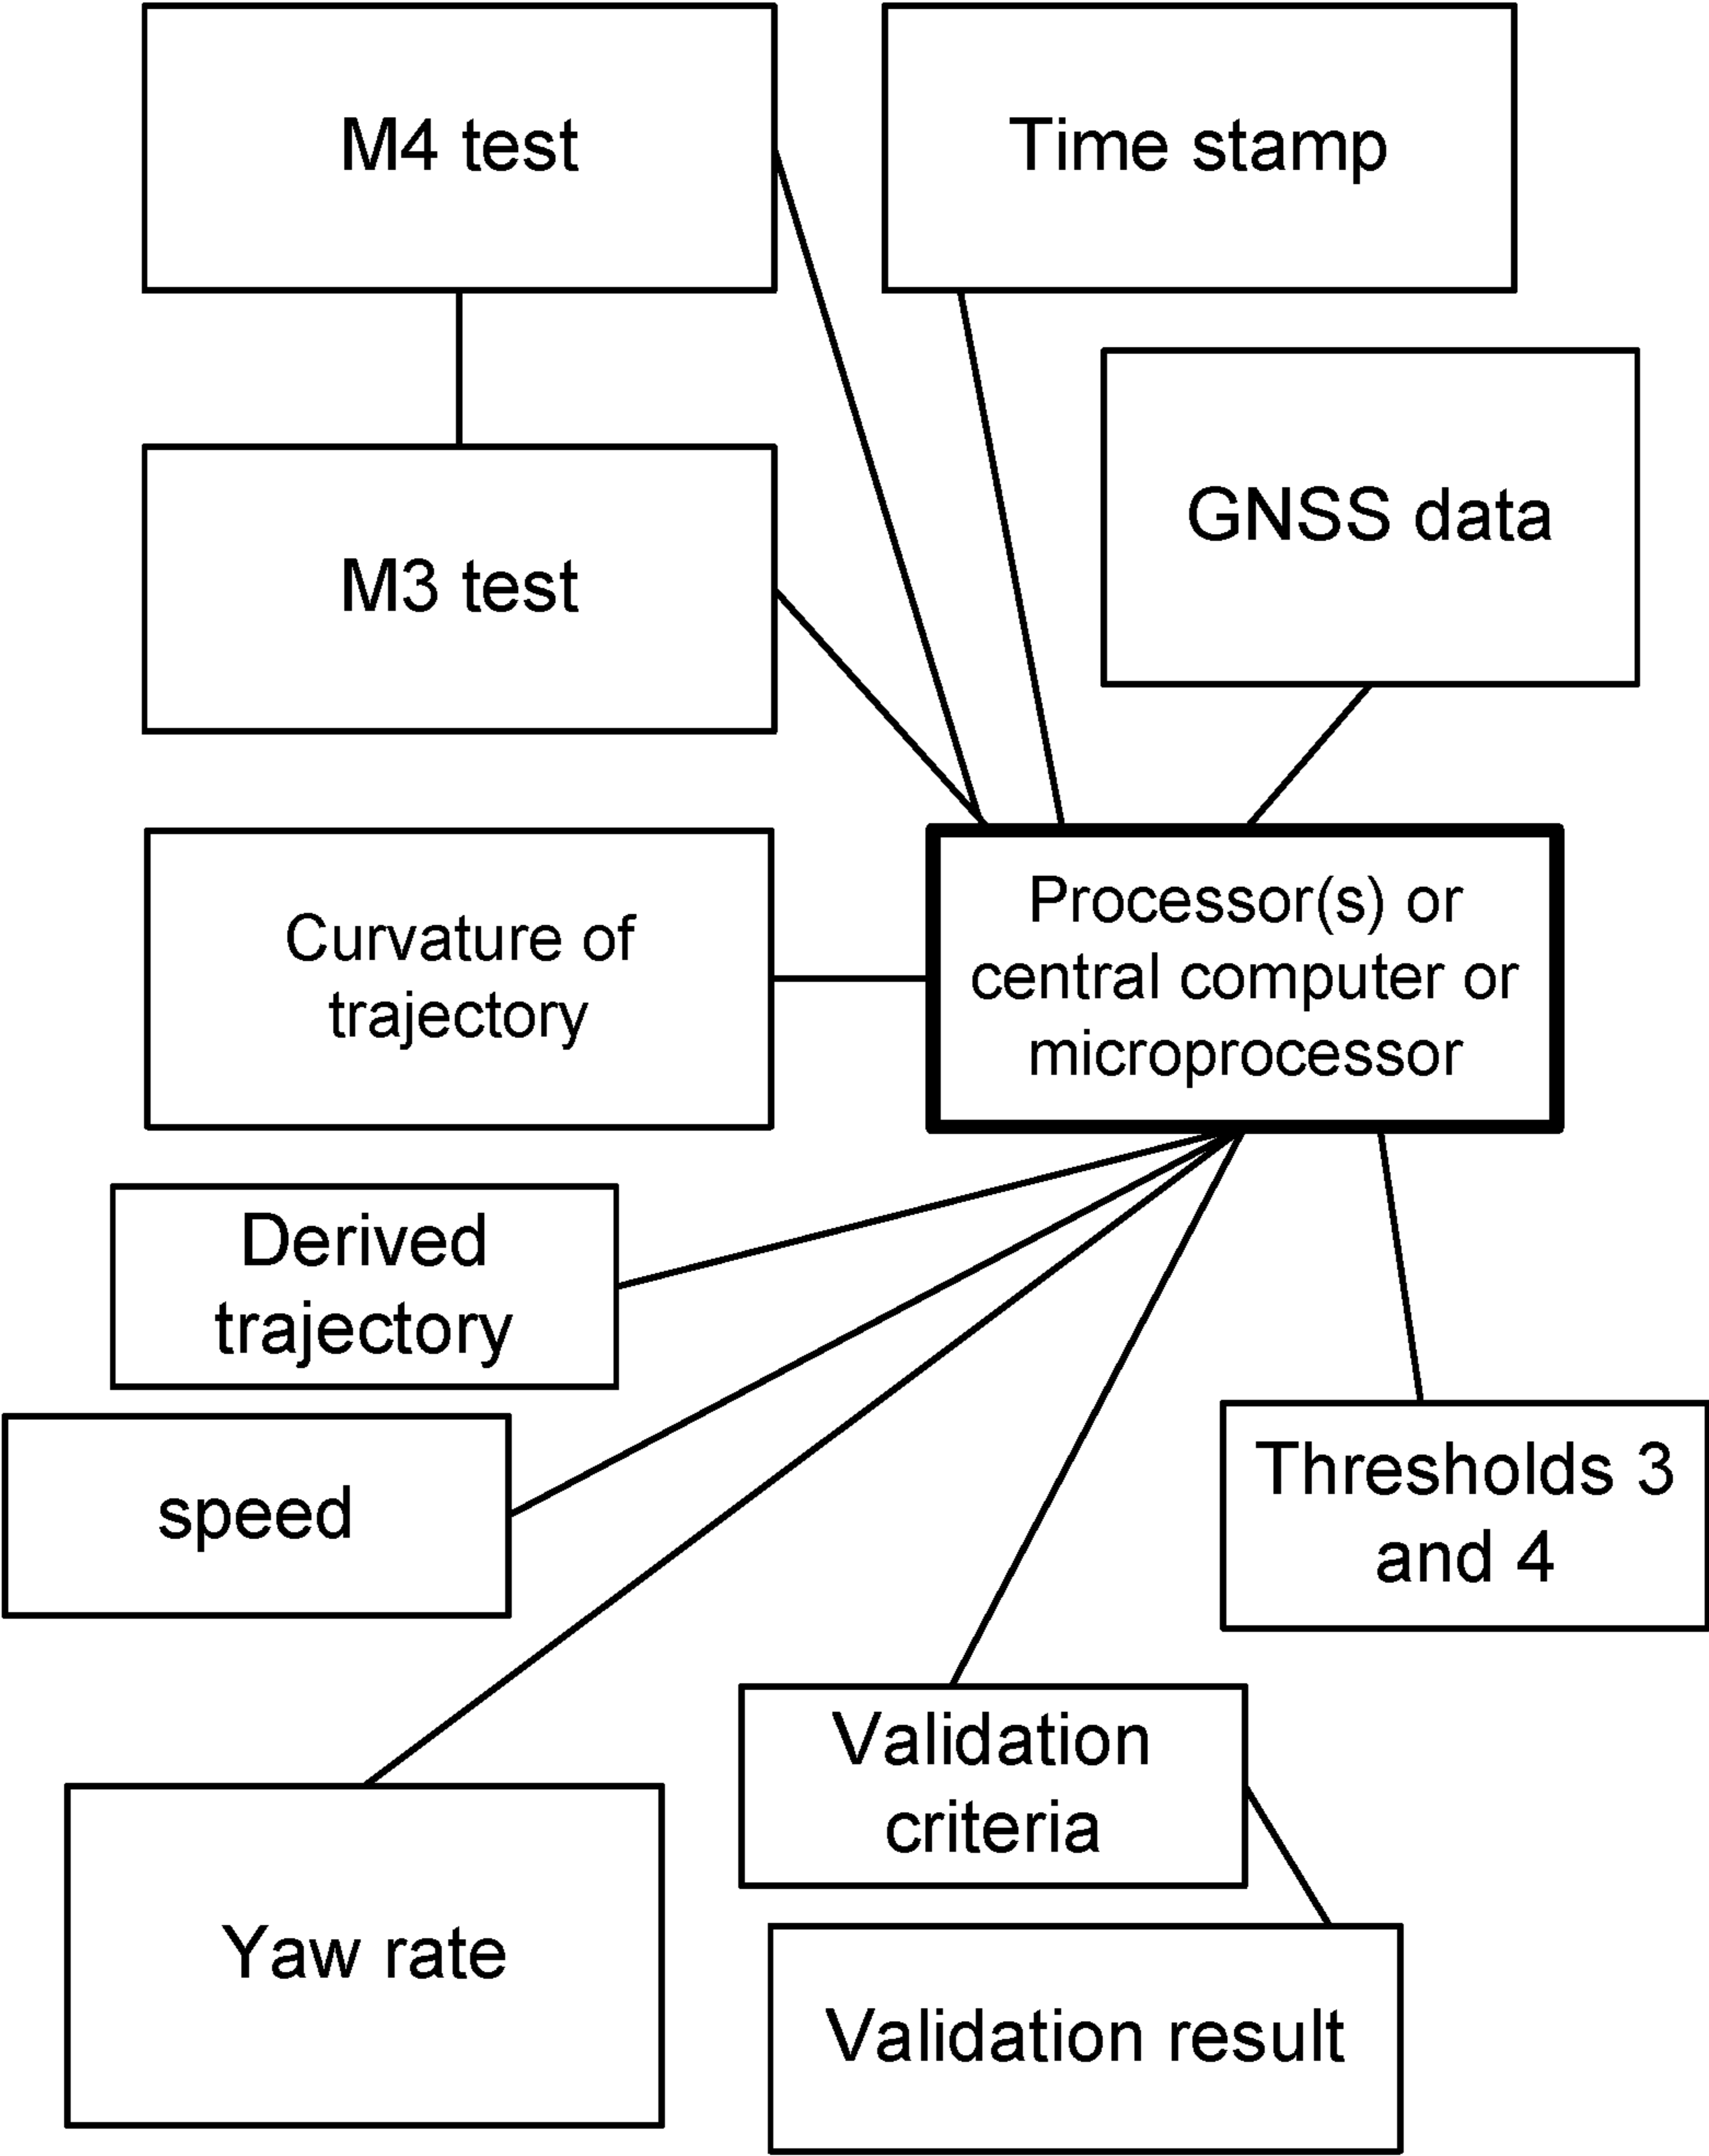 M4 test
Time stamp
GNSS data
M3 test
Processor(s) or
central computer or
microprocessor
Curvature of
trajectory
Derived
trajectory
speed
Thresholds 3
and 4
Validation
criteria
Yaw rate
Validation result